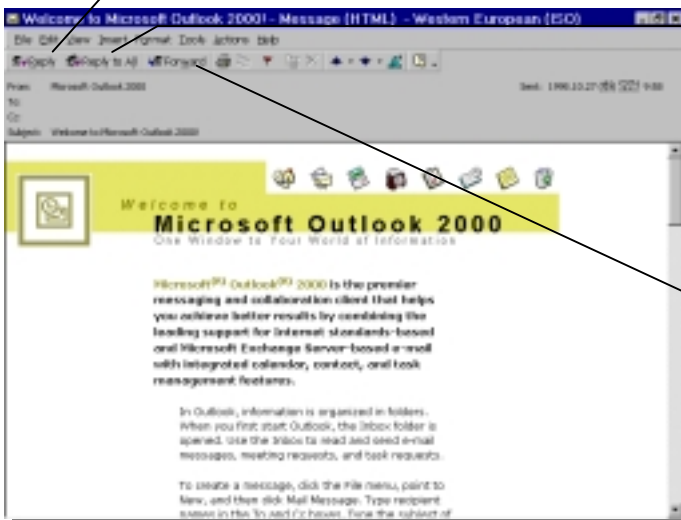 Welcome to Microsoft Outlook 2000! - Message (HTML) - Western European (ISO)
File Edit View Insert Format Tools Actions Help
Reply Reply to All Forward
From: Microsoft Outlook 2000 Sent: 1998.10.27 9:00
To:
Cc:
Subject: Welcome to Microsoft Outlook 2000!
Welcome to
Microsoft Outlook 2000
One Window to Your World of Information
Microsoft(R) Outlook(R) 2000 is the premier
messaging and collaboration client that helps
you achieve better results by combining the
leading support for Internet standards-based
and Microsoft Exchange Server-based e-mail
with integrated calendar, contact, and task
management features.
In Outlook, information is organized in folders.
When you first start Outlook, the Inbox folder is
opened. Use the Inbox to read and send e-mail
messages, meeting requests, and task requests.
To create a message, click the File menu, point to
New, and then click Mail Message. Type recipient
names in the To and Cc boxes. Type the subject of